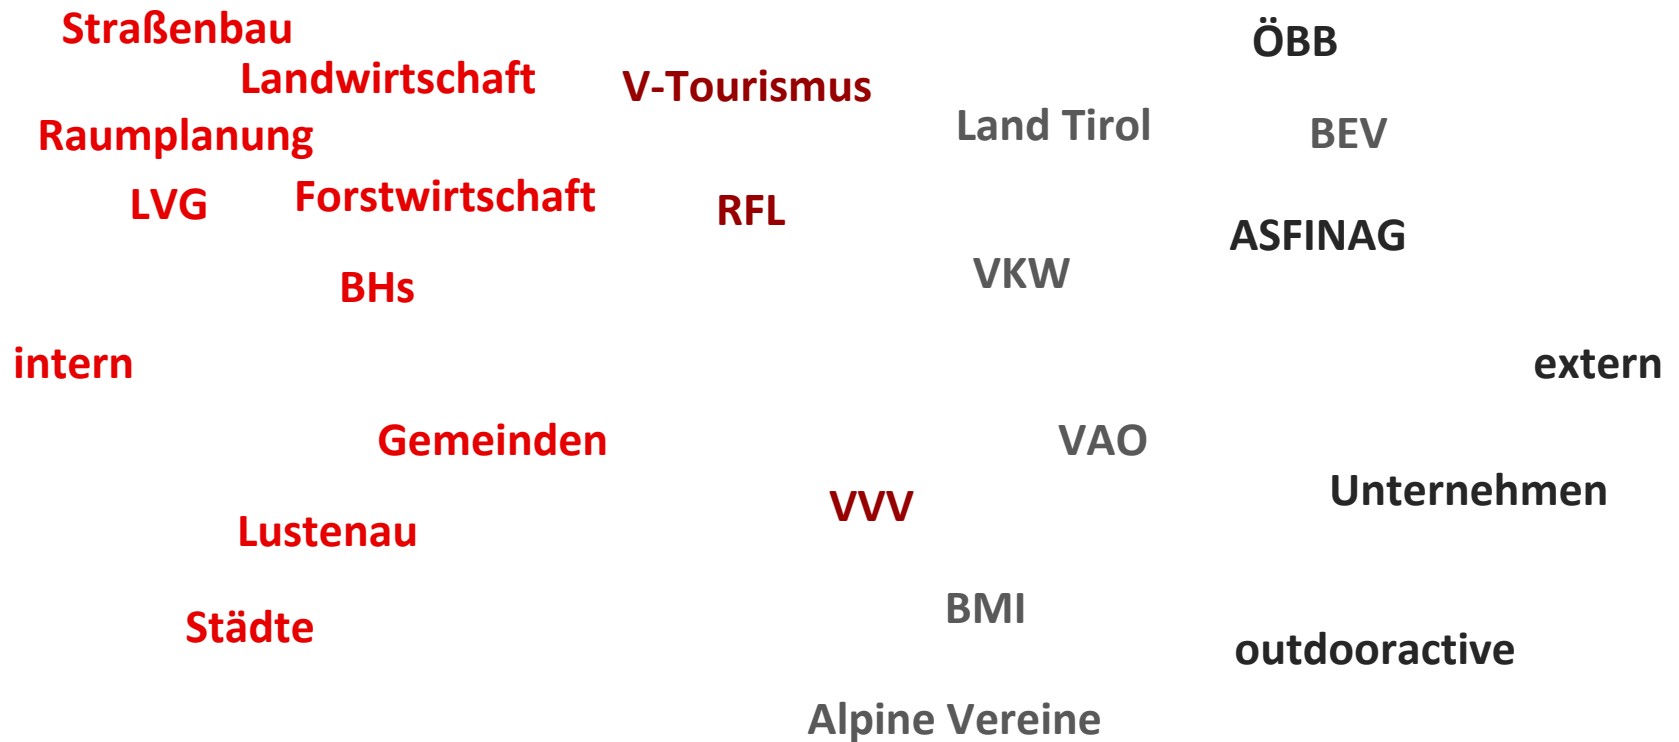 Straßenbau
ÖBB
Landwirtschaft
V-Tourismus
Land Tirol
BEV
Raumplanung
LVG
Forstwirtschaft
RFL
ASFINAG
BHs
VKW
intern
extern
Gemeinden
VAO
Unternehmen
VVV
Lustenau
BMI
Städte
outdooractive
Alpine Vereine